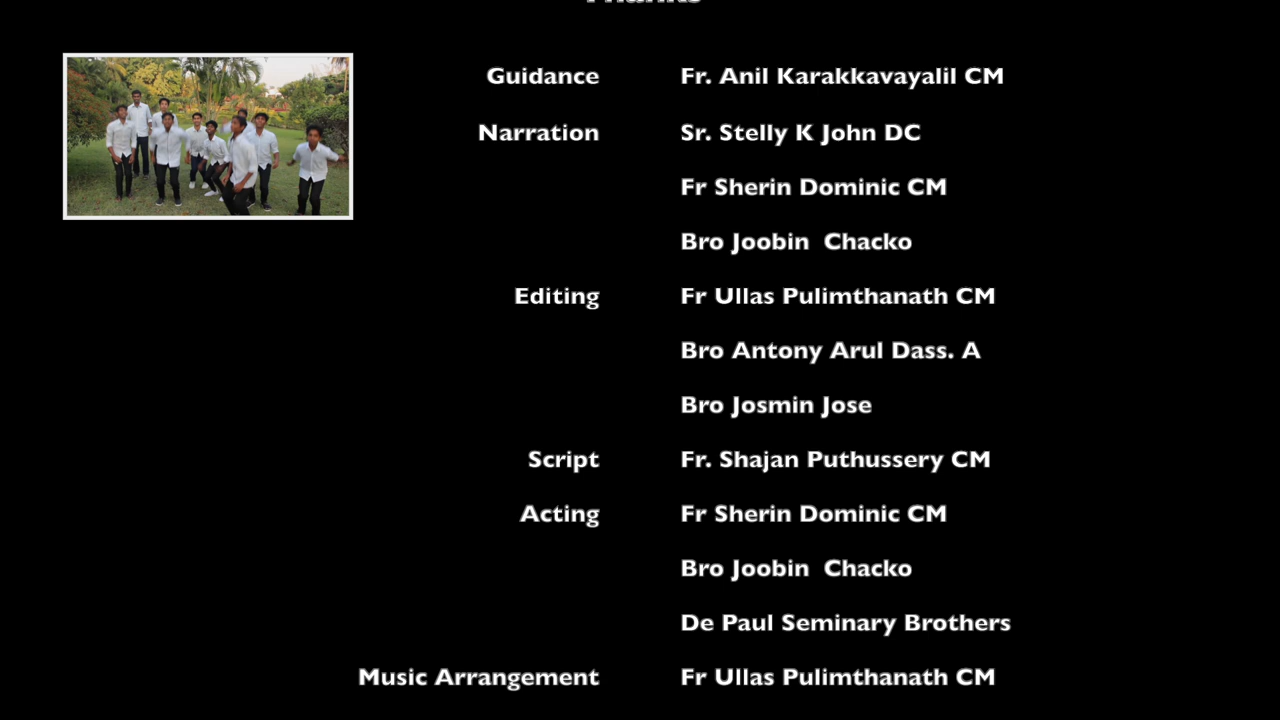 Thanks
Guidance Fr. Anil Karakkavayalil CM
Narration Sr. Stelly K John DC
Fr Sherin Dominic CM
Bro Joobin Chacko
Editing Fr Ullas Pulimthanath CM
Bro Antony Arul Dass. A
Bro Josmin Jose
Script Fr. Shajan Puthussery CM
Acting Fr Sherin Dominic CM
Bro Joobin Chacko
De Paul Seminary Brothers
Music Arrangement Fr Ullas Pulimthanath CM